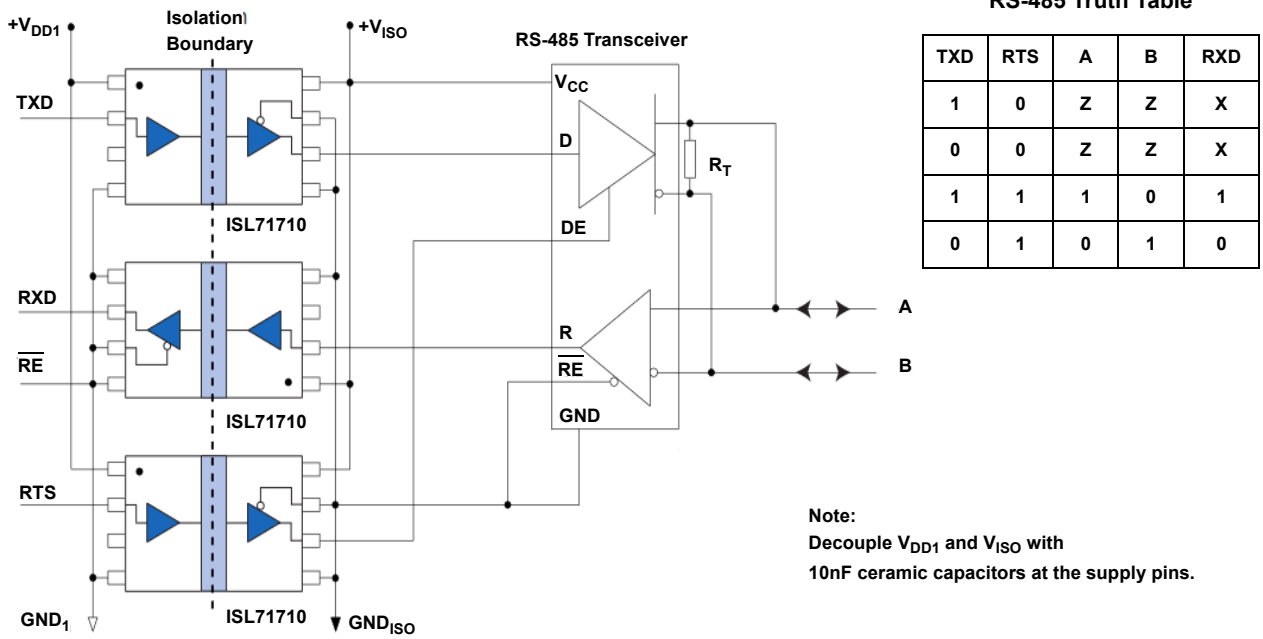 RS-485 Truth Table
+VDD1
Isolation
Boundary
+VISO
RS-485 Transceiver
TXD RTS A B RXD
1 0 Z Z X
0 0 Z Z X
1 1 1 0 1
0 1 0 1 0
VCC
TXD
D
RT
ISL71710
DE
RXD
A
R
RE
RE
B
GND
ISL71710
RTS
Note:
Decouple VDD1 and VISO with
10nF ceramic capacitors at the supply pins.
GND1
ISL71710
GNDISO